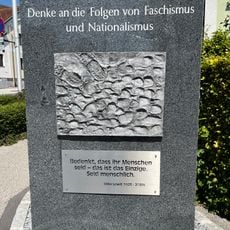 Denke an die Folgen von Faschismus
und Nationalismus
Bedenkt, dass ihr Menschen
seid – das ist das Einzige.
Seid menschlich.